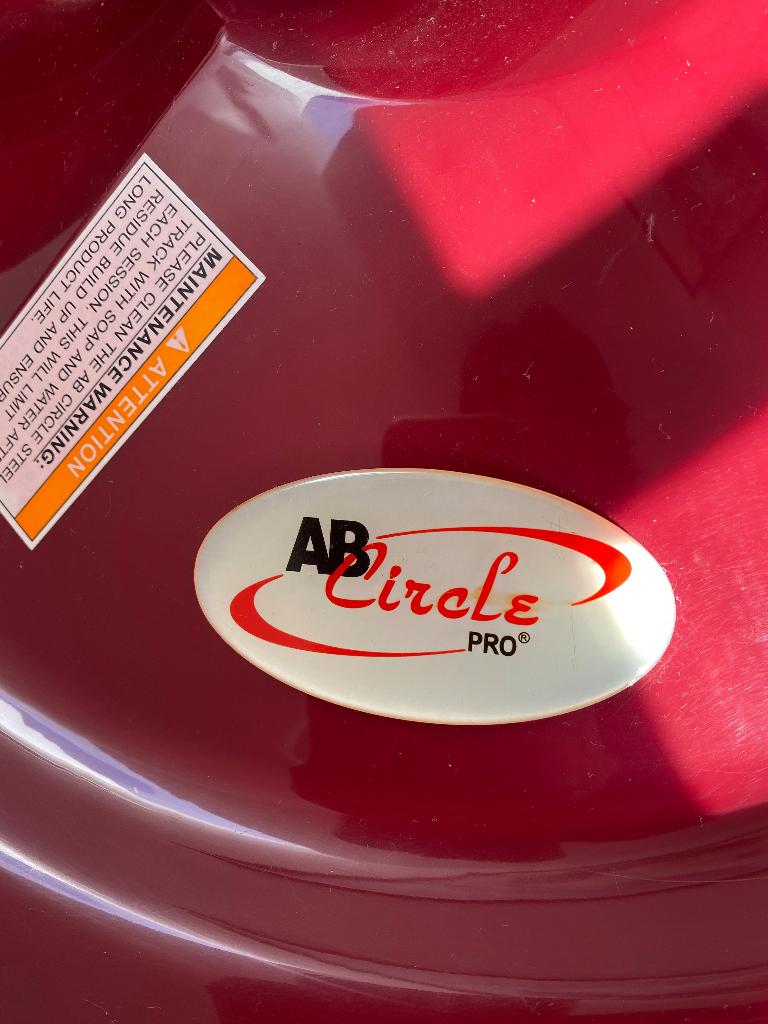 ⚠ ATTENTION
MAINTENANCE WARNING:
PLEASE CLEAN THE AB CIRCLE STEEL
TRACK WITH SOAP AND WATER AFTE
EACH SESSION. THIS WILL LIMIT
RESIDUE BUILD UP AND ENSUR
LONG PRODUCT LIFE.
AB
Circle
PRO®